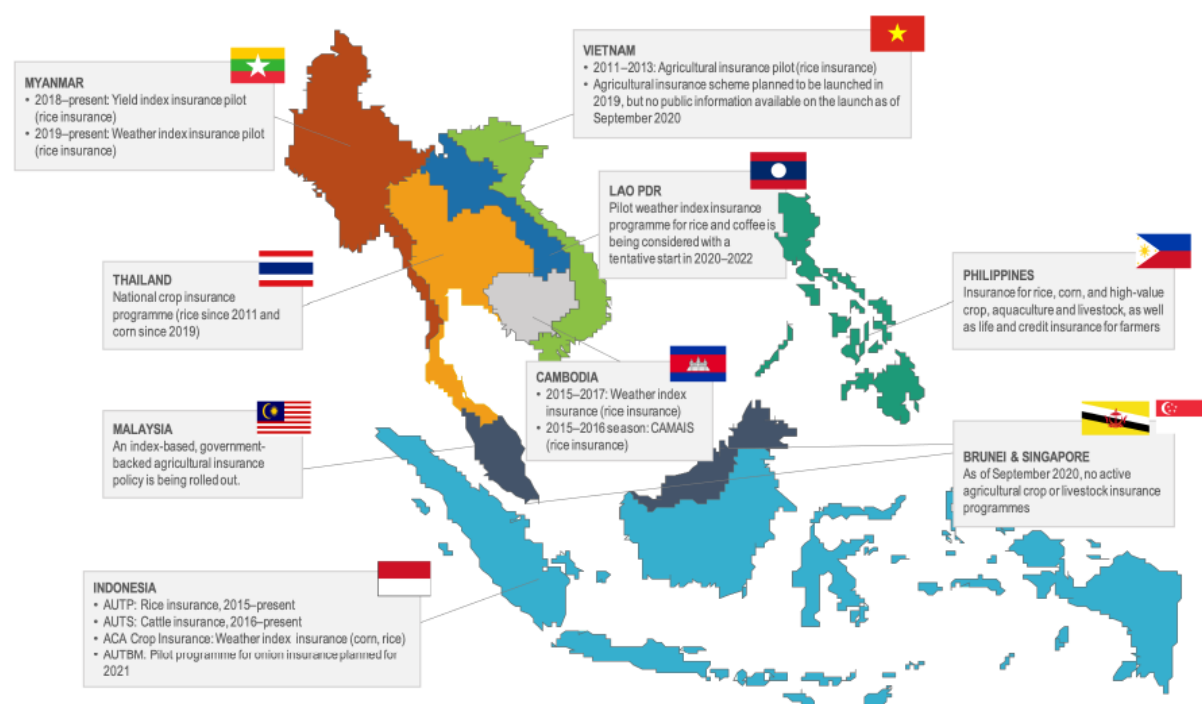 MYANMAR
• 2018–present: Yield index insurance pilot
(rice insurance)
• 2019–present: Weather index insurance pilot
(rice insurance)
VIETNAM
• 2011–2013: Agricultural insurance pilot (rice insurance)
• Agricultural insurance scheme planned to be launched in
2019, but no public information available on the launch as of
September 2020
LAO PDR
Pilot weather index insurance
programme for rice and coffee is
being considered with a
tentative start in 2020–2022
THAILAND
National crop insurance
programme (rice since 2011 and
corn since 2019)
PHILIPPINES
Insurance for rice, corn, and high-value
crop, aquaculture and livestock, as well
as life and credit insurance for farmers
CAMBODIA
• 2015–2017: Weather index
insurance (rice insurance)
• 2015–2016 season: CAMAIS
(rice insurance)
MALAYSIA
An index-based, government-
backed agricultural insurance
policy is being rolled out.
BRUNEI & SINGAPORE
As of September 2020, no active
agricultural crop or livestock insurance
programmes
INDONESIA
• AUTP: Rice insurance, 2015–present
• AUTS: Cattle insurance, 2016–present
• ACA Crop Insurance: Weather index insurance (corn, rice)
• AUTBM: Pilot programme for onion insurance planned for
2021